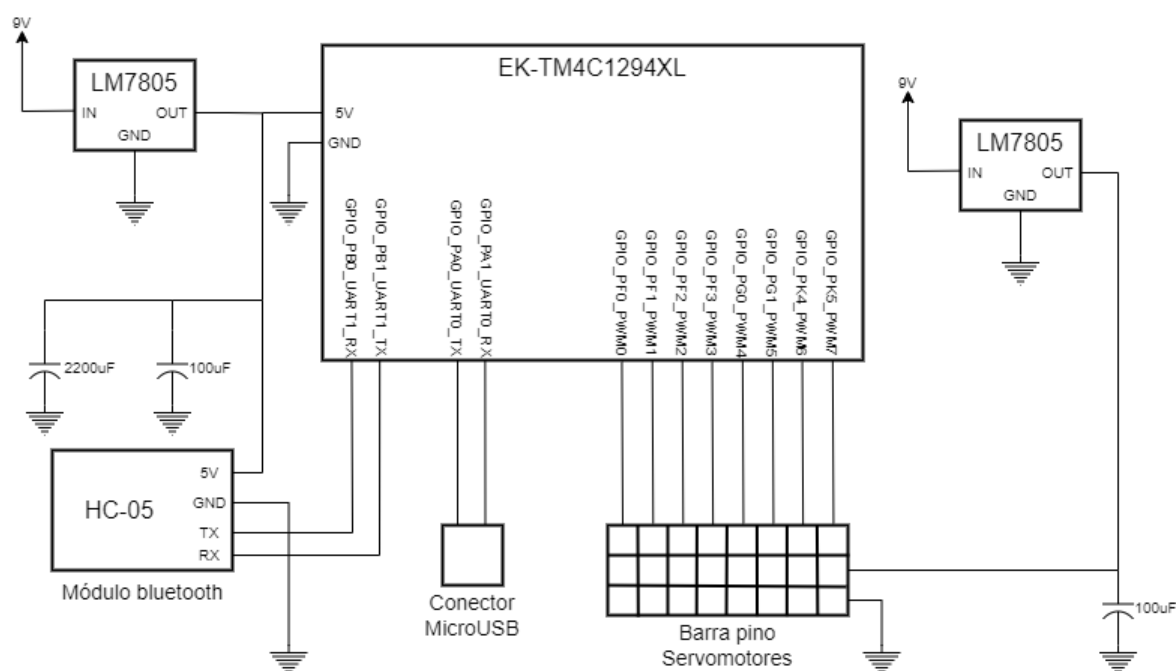 9V
LM7805
IN
OUT
GND
EK-TM4C1294XL
5V
GND
GPIO_PB0_UART1_RX
GPIO_PB1_UART1_TX
GPIO_PA0_UART0_TX
GPIO_PA1_UART0_RX
GPIO_PF0_PWM0
GPIO_PF1_PWM1
GPIO_PF2_PWM2
GPIO_PF3_PWM3
GPIO_PG0_PWM4
GPIO_PG1_PWM5
GPIO_PK4_PWM6
GPIO_PK5_PWM7
9V
LM7805
IN
OUT
GND
2200uF
100uF
HC-05
5V
GND
TX
RX
Módulo bluetooth
Conector
MicroUSB
Barra pino
Servomotores
100uF